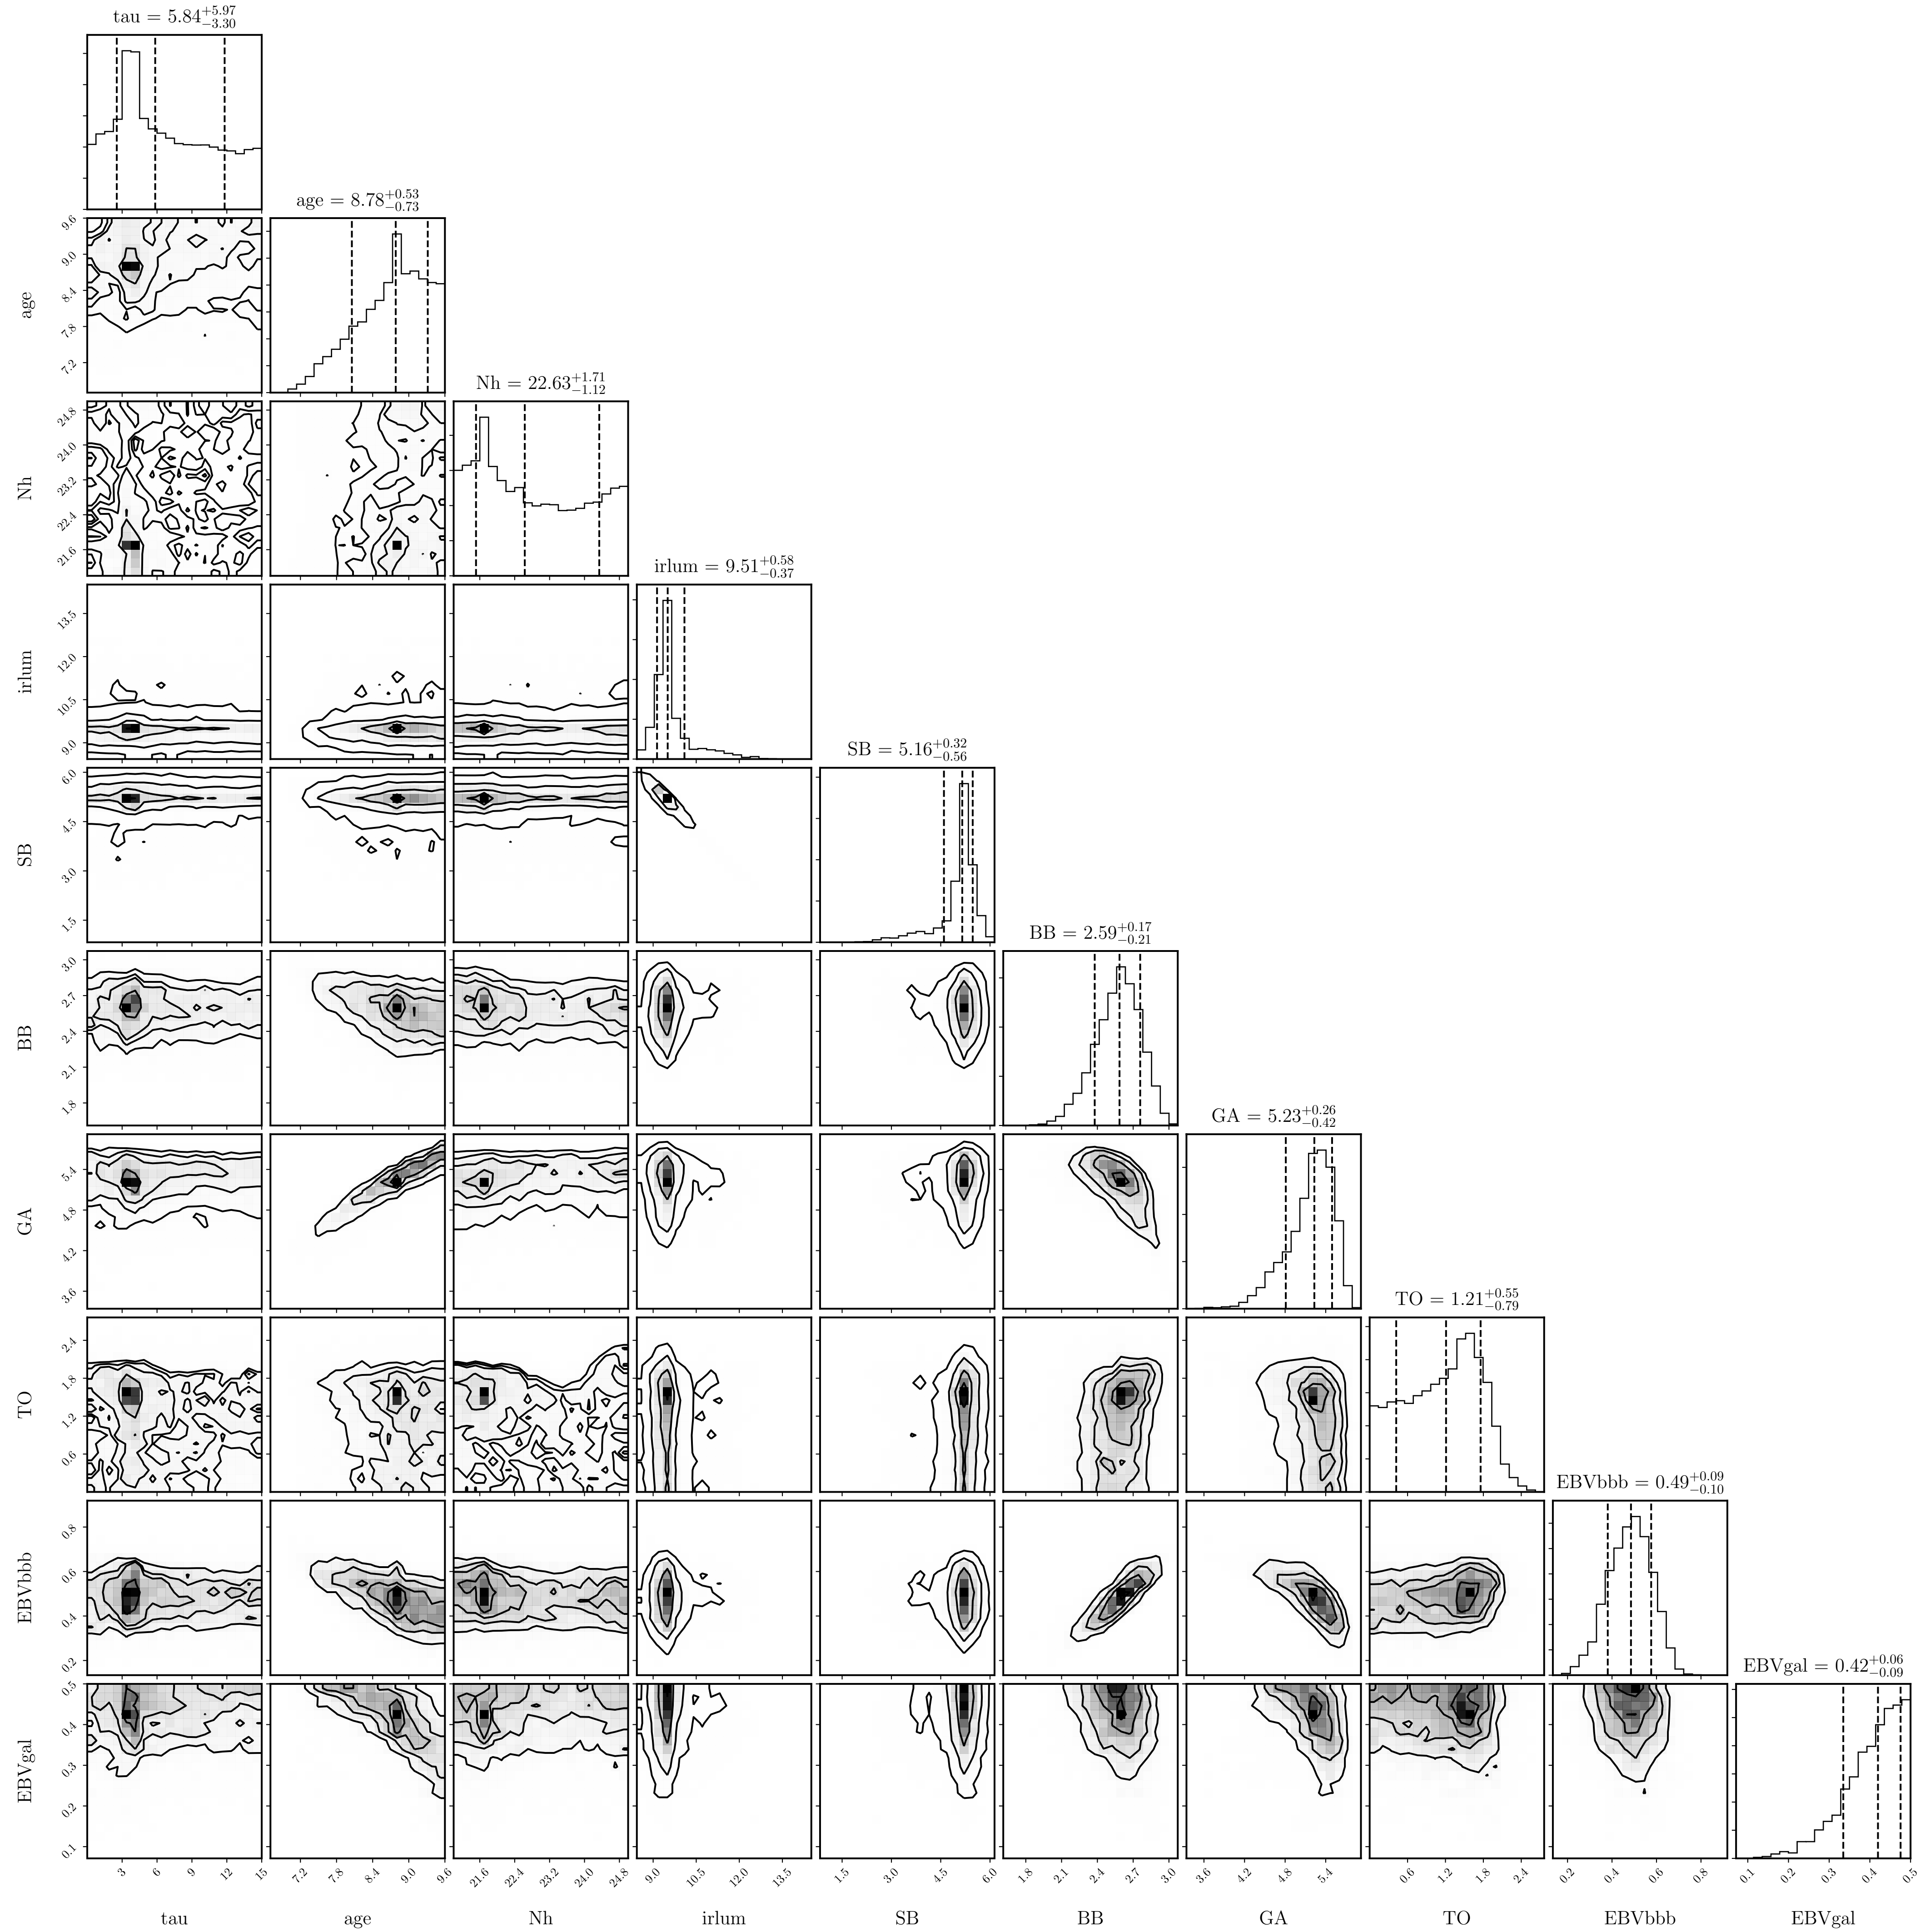 tau = 5.84+5.97−3.30
age = 8.78+0.53−0.73
Nh = 22.63+1.71−1.12
irlum = 9.51+0.58−0.37
SB = 5.16+0.32−0.56
BB = 2.59+0.17−0.21
GA = 5.23+0.26−0.42
TO = 1.21+0.55−0.79
EBVbbb = 0.49+0.09−0.10
EBVgal = 0.42+0.06−0.09
age
9.6
9.0
8.4
7.8
7.2
Nh
24.8
24.0
23.2
22.4
21.6
irlum
13.5
12.0
10.5
9.0
SB
6.0
4.5
3.0
1.5
BB
3.0
2.7
2.4
2.1
1.8
GA
5.4
4.8
4.2
3.6
TO
2.4
1.8
1.2
0.6
EBVbbb
0.8
0.6
0.4
0.2
EBVgal
0.5
0.4
0.3
0.2
0.1
3 6 9 12 15
7.2 7.8 8.4 9.0 9.6
21.6 22.4 23.2 24.0 24.8
9.0 10.5 12.0 13.5
1.5 3.0 4.5 6.0
1.8 2.1 2.4 2.7 3.0
3.6 4.2 4.8 5.4
0.6 1.2 1.8 2.4
0.2 0.4 0.6 0.8
0.1 0.2 0.3 0.4 0.5
tau age Nh irlum SB BB GA TO EBVbbb EBVgal